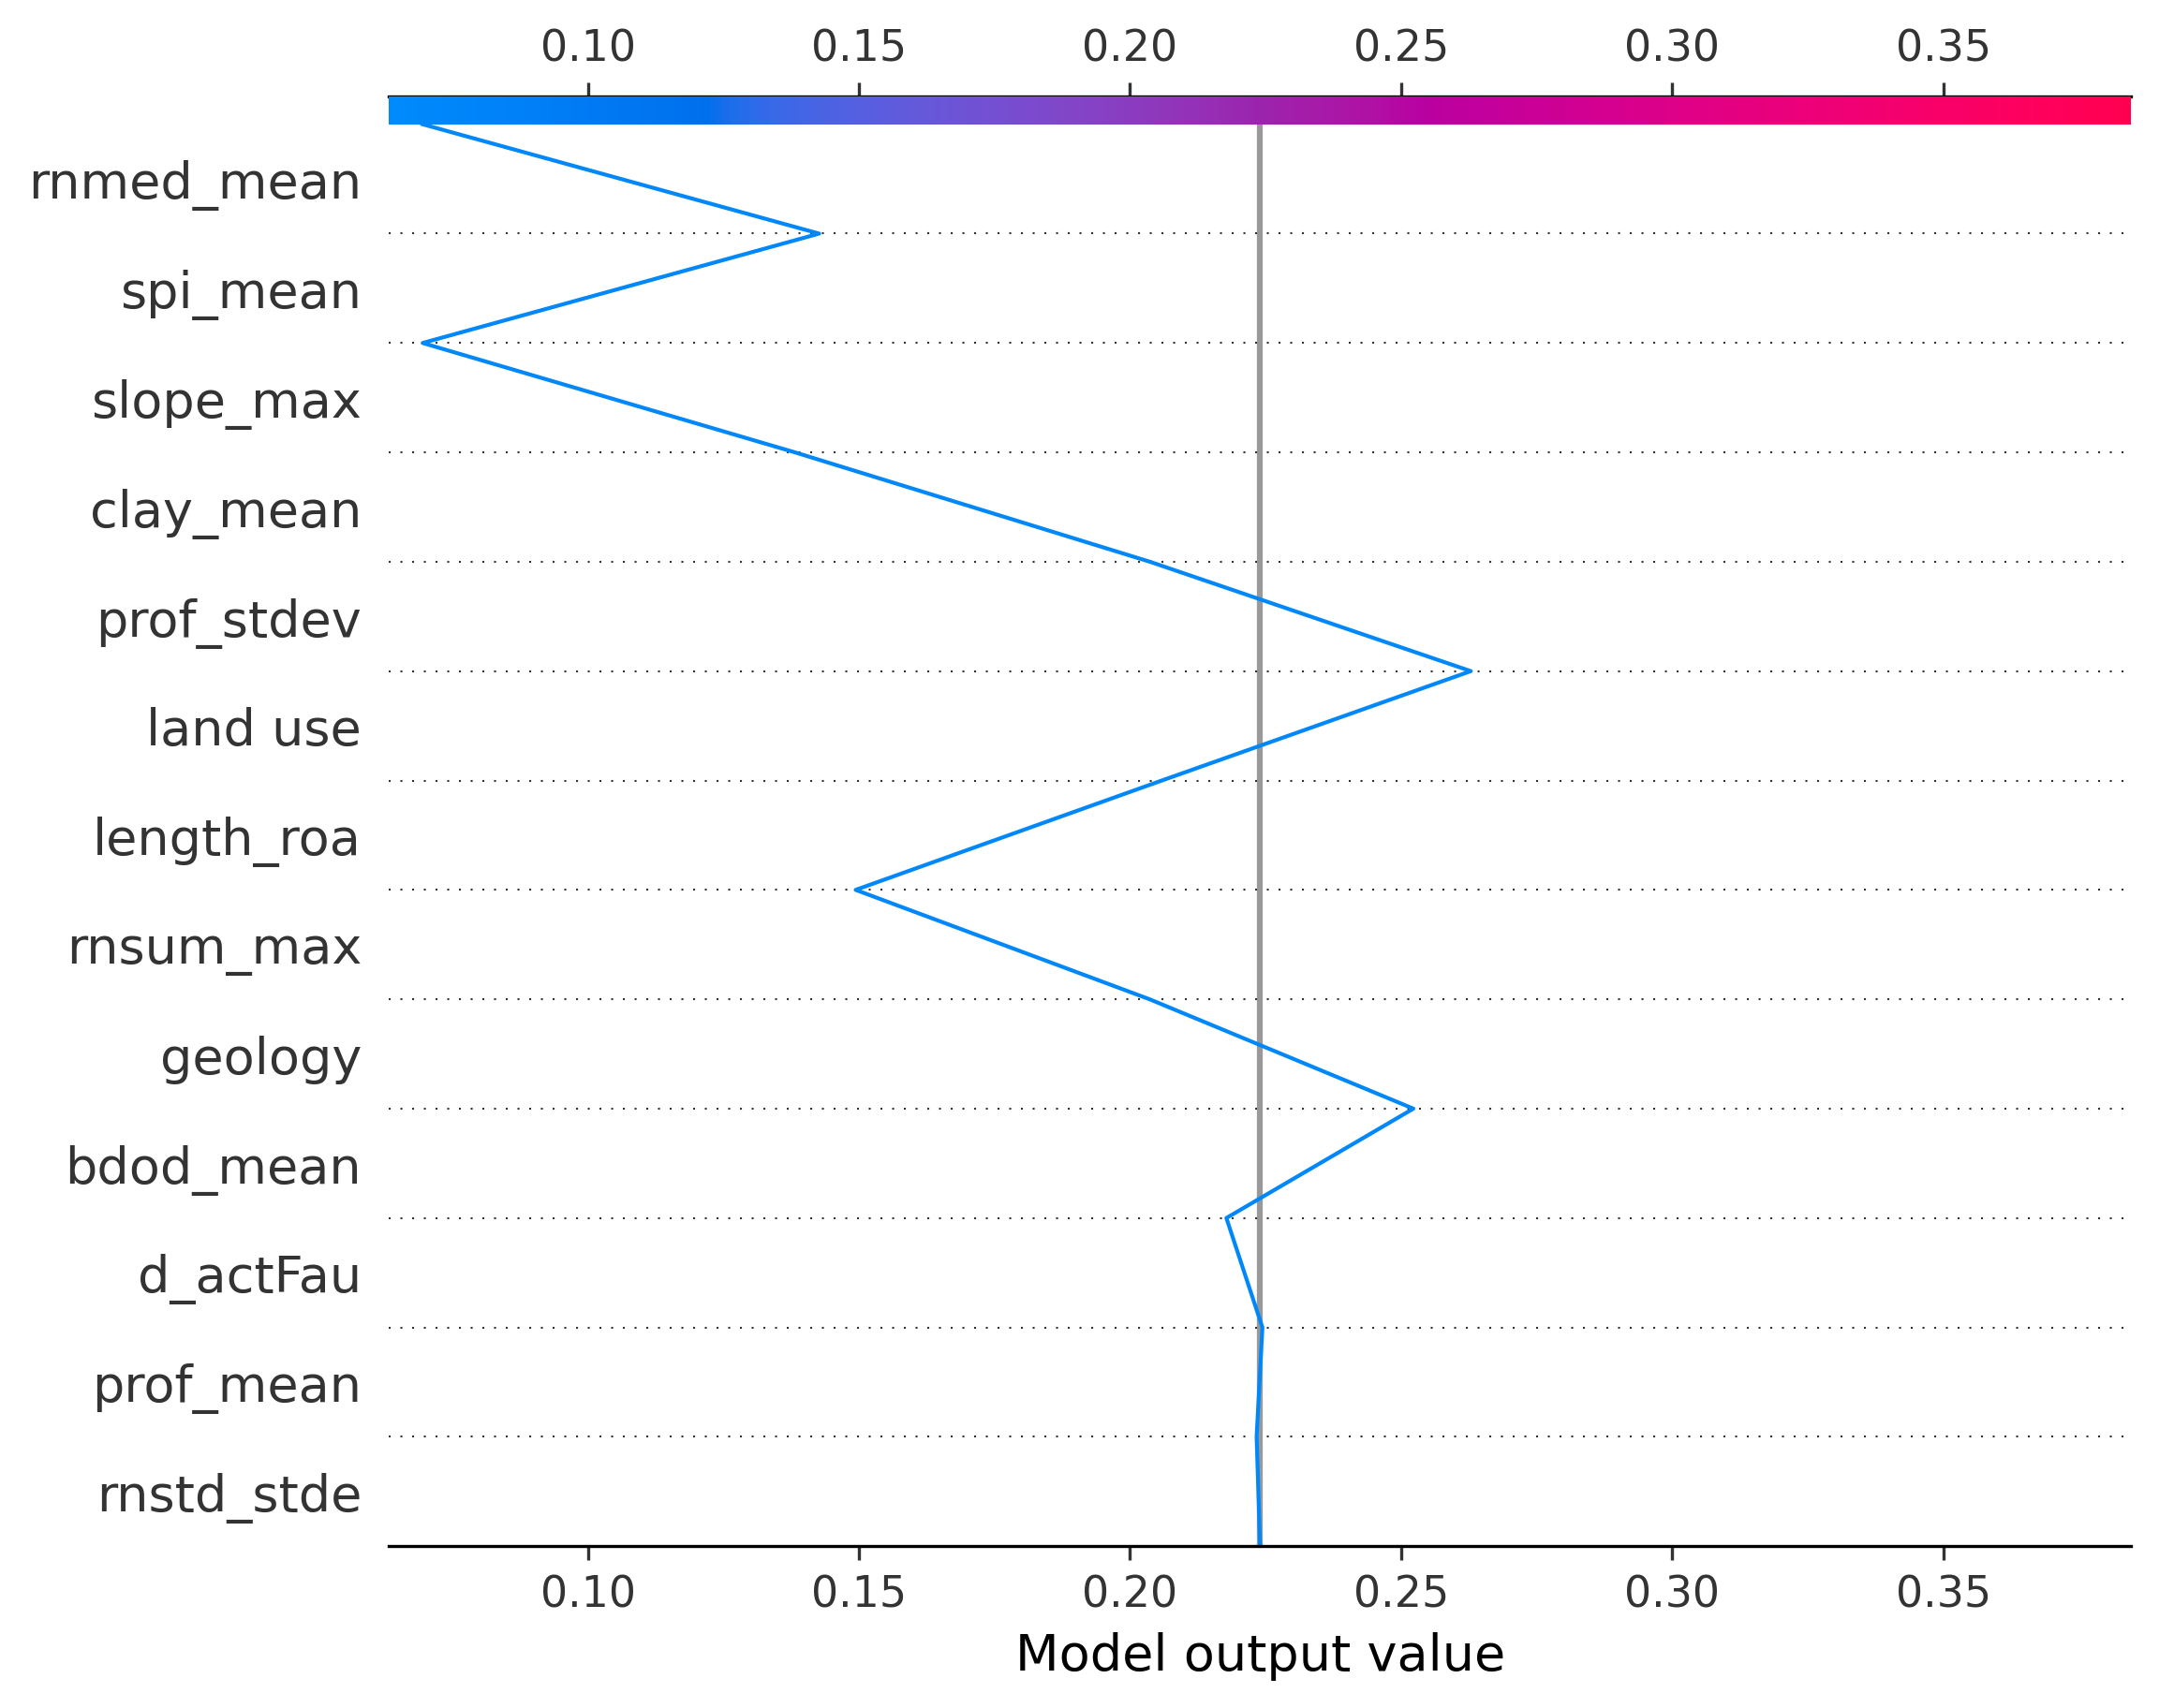 0.10 0.15 0.20 0.25 0.30 0.35
rnmed_mean
spi_mean
slope_max
clay_mean
prof_stdev
land use
length_roa
rnsum_max
geology
bdod_mean
d_actFau
prof_mean
rnstd_stde
0.10 0.15 0.20 0.25 0.30 0.35
Model output value